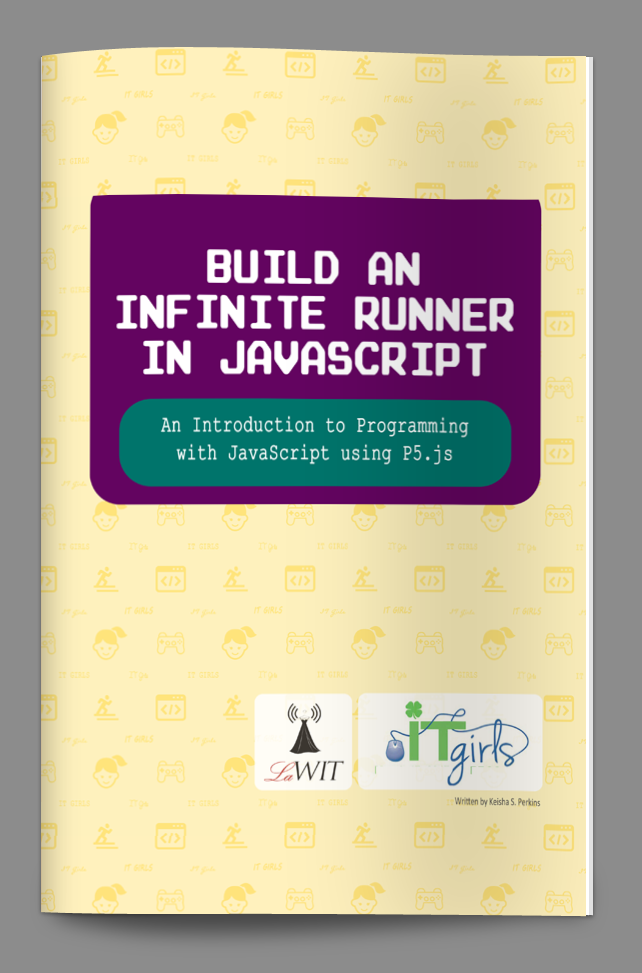 BUILD AN
INFINITE RUNNER
IN JAVASCRIPT
An Introduction to Programming
with JavaScript using P5.js
LaWIT
iTgirls
Written by Keisha S. Perkins